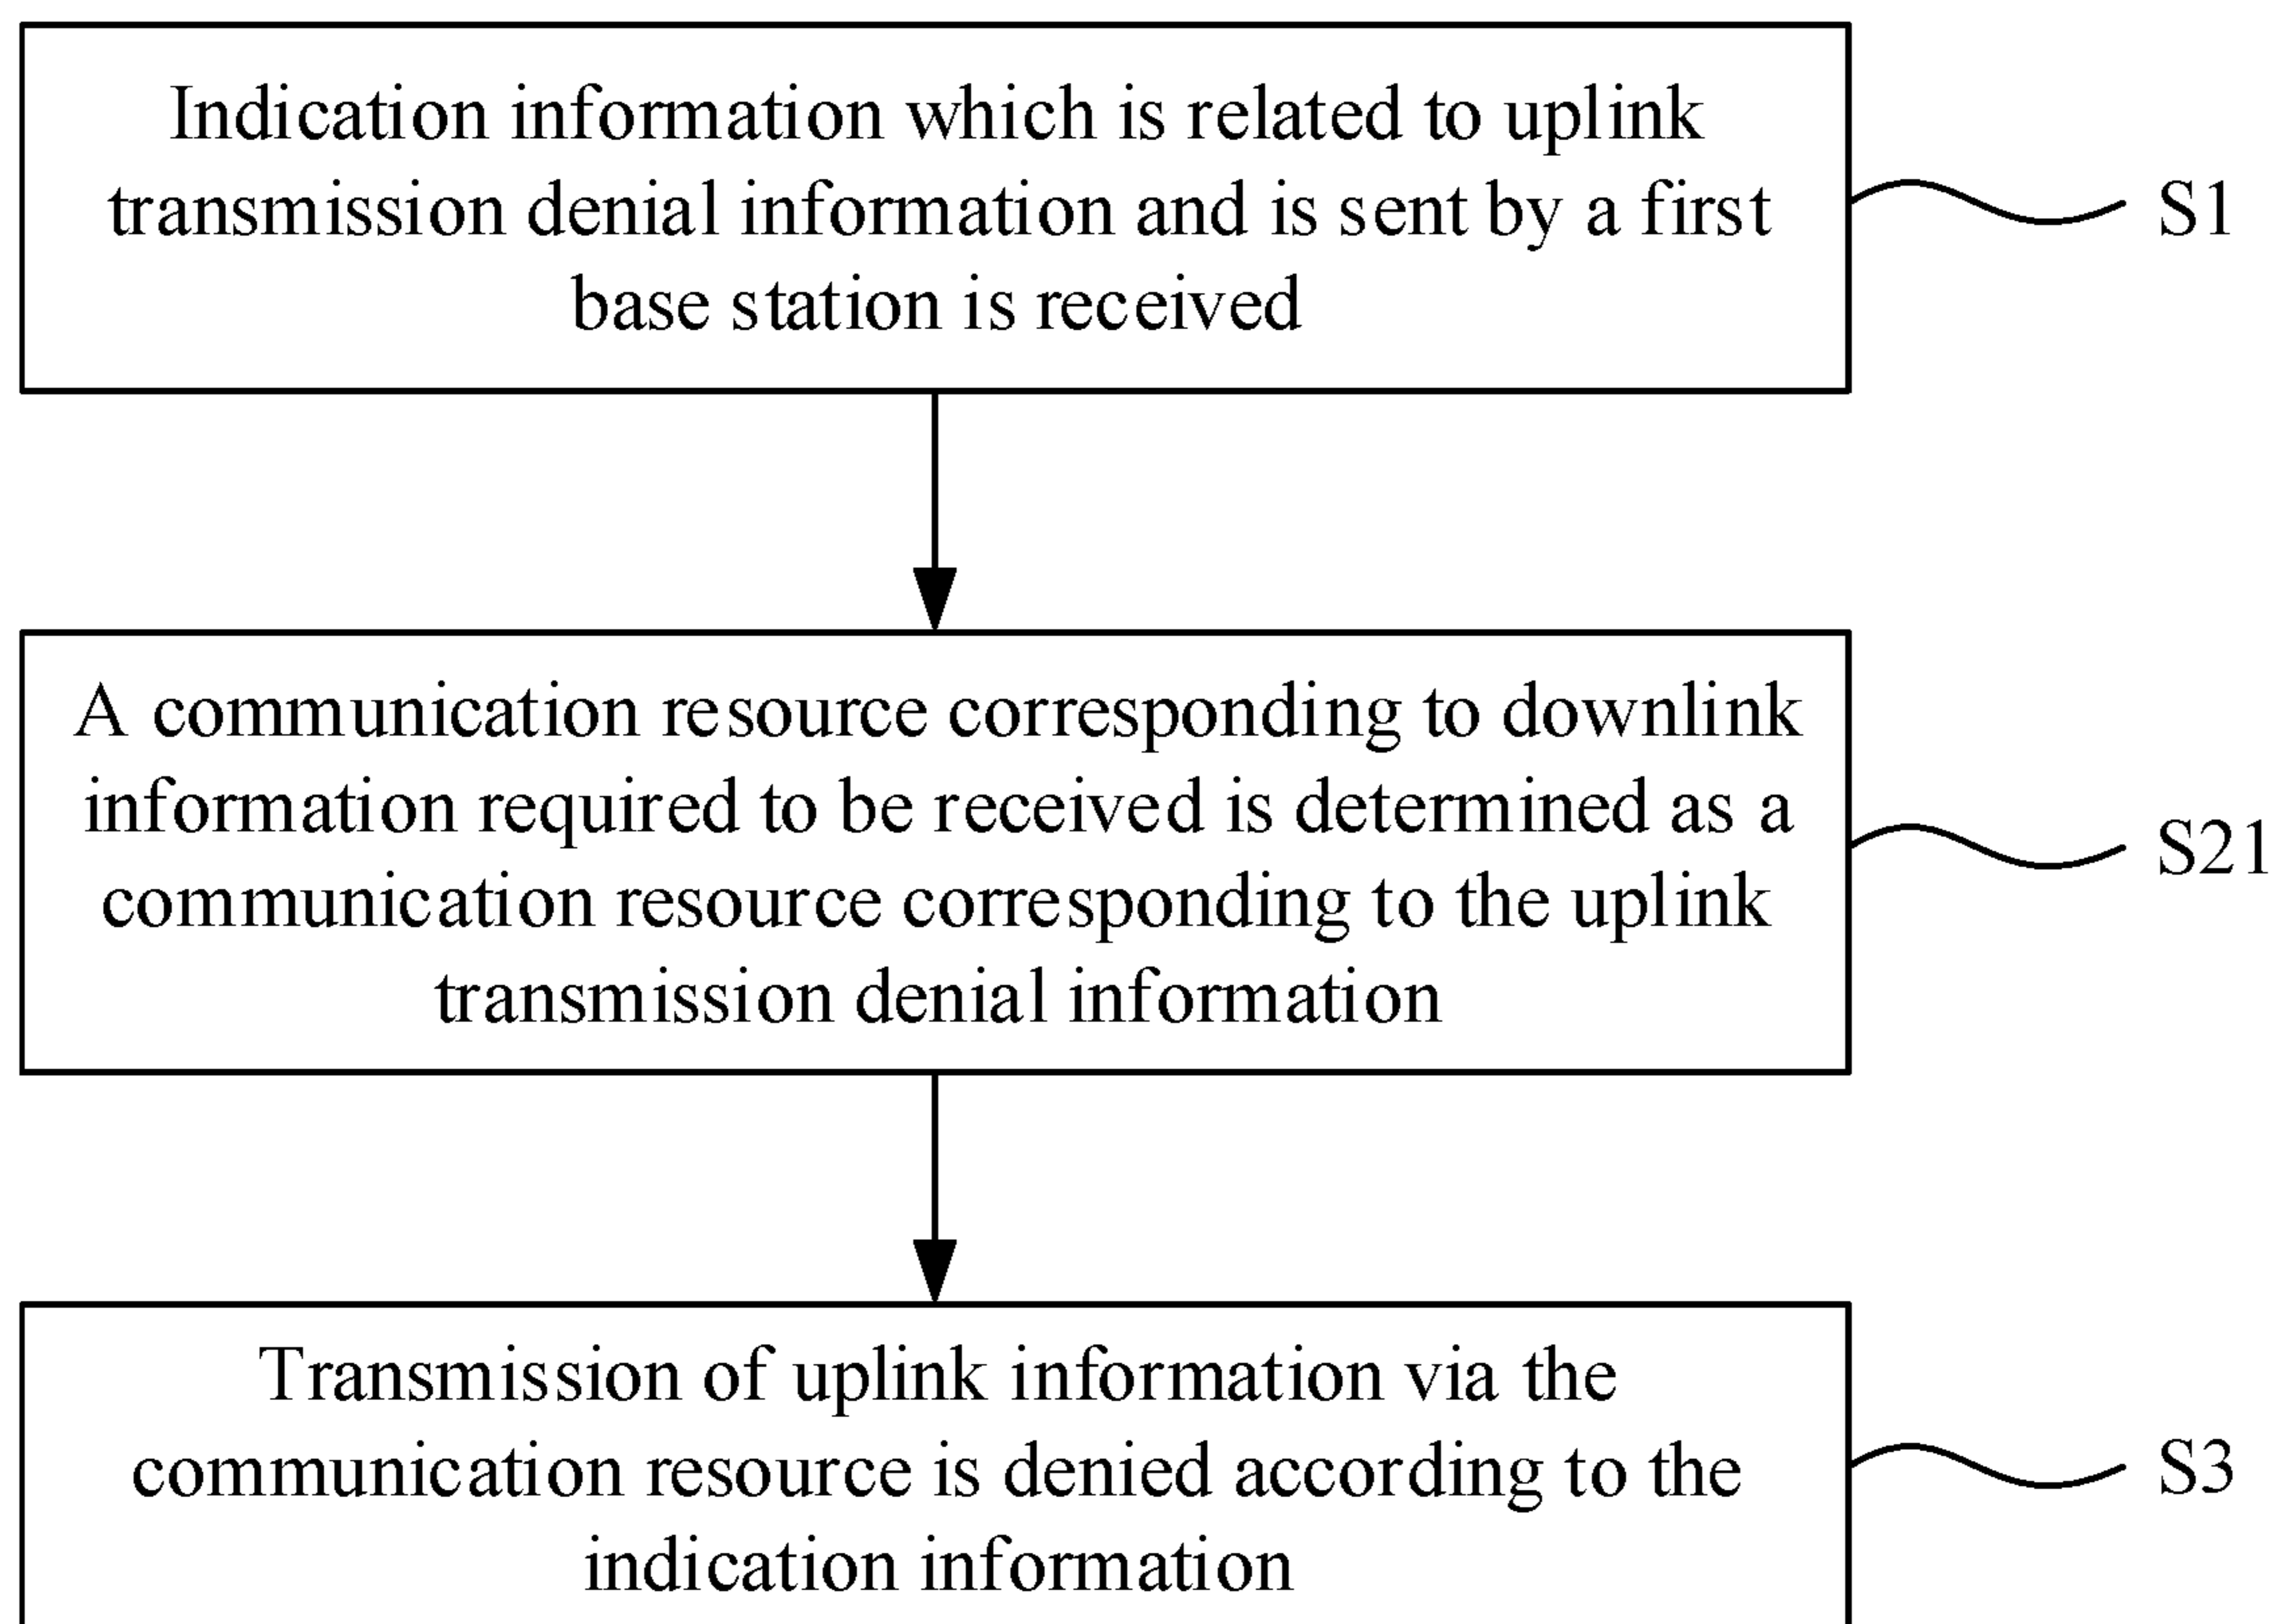 Indication information which is related to uplink
transmission denial information and is sent by a first
base station is received
S1
A communication resource corresponding to downlink
information required to be received is determined as a
communication resource corresponding to the uplink
transmission denial information
S21
Transmission of uplink information via the
communication resource is denied according to the
indication information
S3